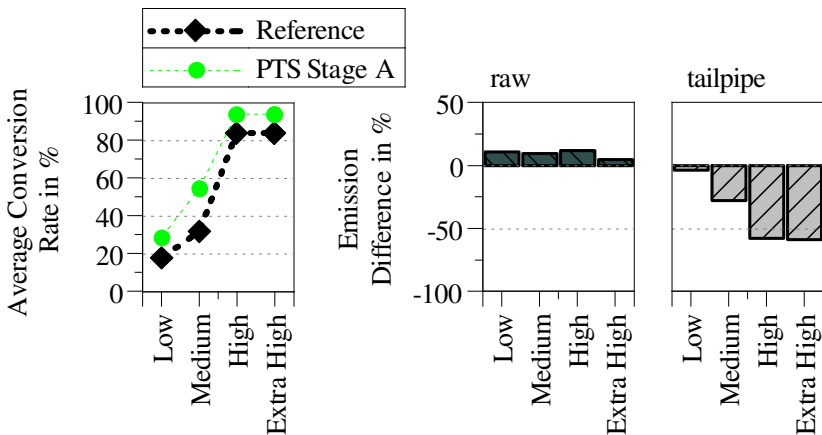 Reference
PTS Stage A
Average Conversion
Rate in %
100
80
60
40
20
0
Low
Medium
High
Extra High
Emission
Difference in %
raw
50
0
-50
-100
Low
Medium
High
Extra High
tailpipe
Low
Medium
High
Extra High